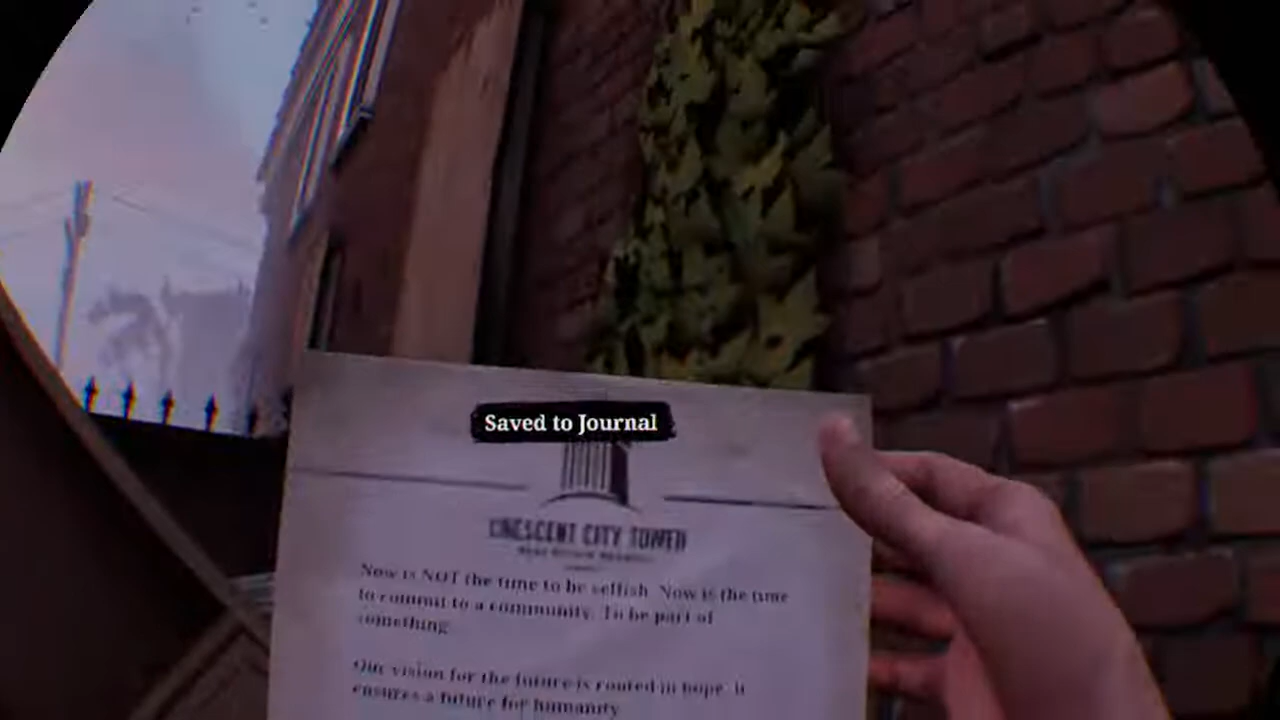 Saved to Journal
CRESCENT CITY TOWER
Now is NOT the time to be selfish. Now is the time
to commit to a community. To be part of
something.
Our vision for the future is rooted in hope. It
ensures a future for humanity